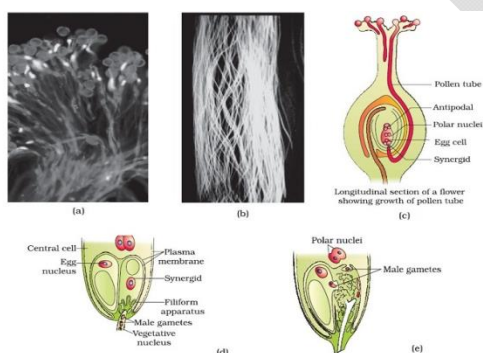 Pollen tube
Antipodal
Polar nuclei
Egg cell
Synergid
Longitudinal section of a flower
showing growth of pollen tube
(a)
(b)
(c)
Central cell
Egg
nucleus
Plasma
membrane
Synergid
Filiform
apparatus
Male gametes
Vegetative
nucleus
(d)
Polar nuclei
Male gametes
(e)